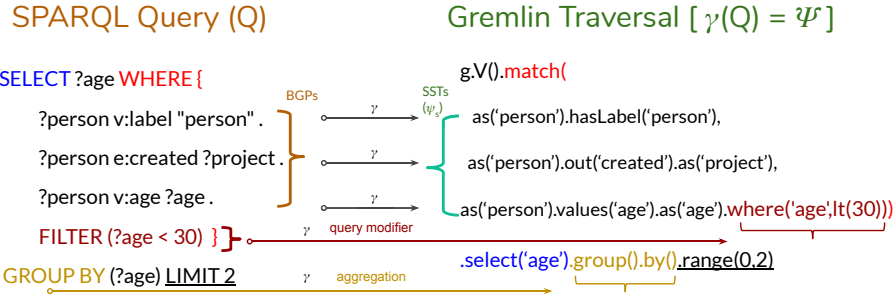 SPARQL Query (Q)
Gremlin Traversal [ γ(Q) = Ψ ]
SELECT ?age WHERE {
?person v:label "person" .
?person e:created ?project .
?person v:age ?age .
FILTER (?age < 30) }
GROUP BY (?age) LIMIT 2
BGPs
γ
γ
γ
γ query modifier
γ aggregation
SSTs
(ψs)
g.V().match(
as(‘person’).hasLabel(‘person’),
as(‘person’).out(‘created’).as(‘project’),
as(‘person’).values(‘age’).as(‘age’).where('age',lt(30)))
.select(‘age’).group().by().range(0,2)